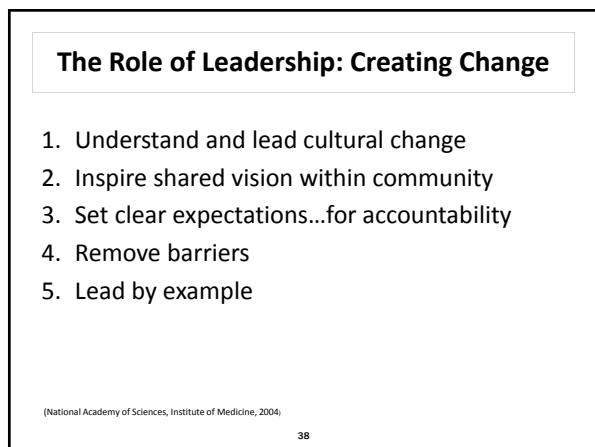 The Role of Leadership: Creating Change
1. Understand and lead cultural change
2. Inspire shared vision within community
3. Set clear expectations...for accountability
4. Remove barriers
5. Lead by example
(National Academy of Sciences, Institute of Medicine, 2004)
38